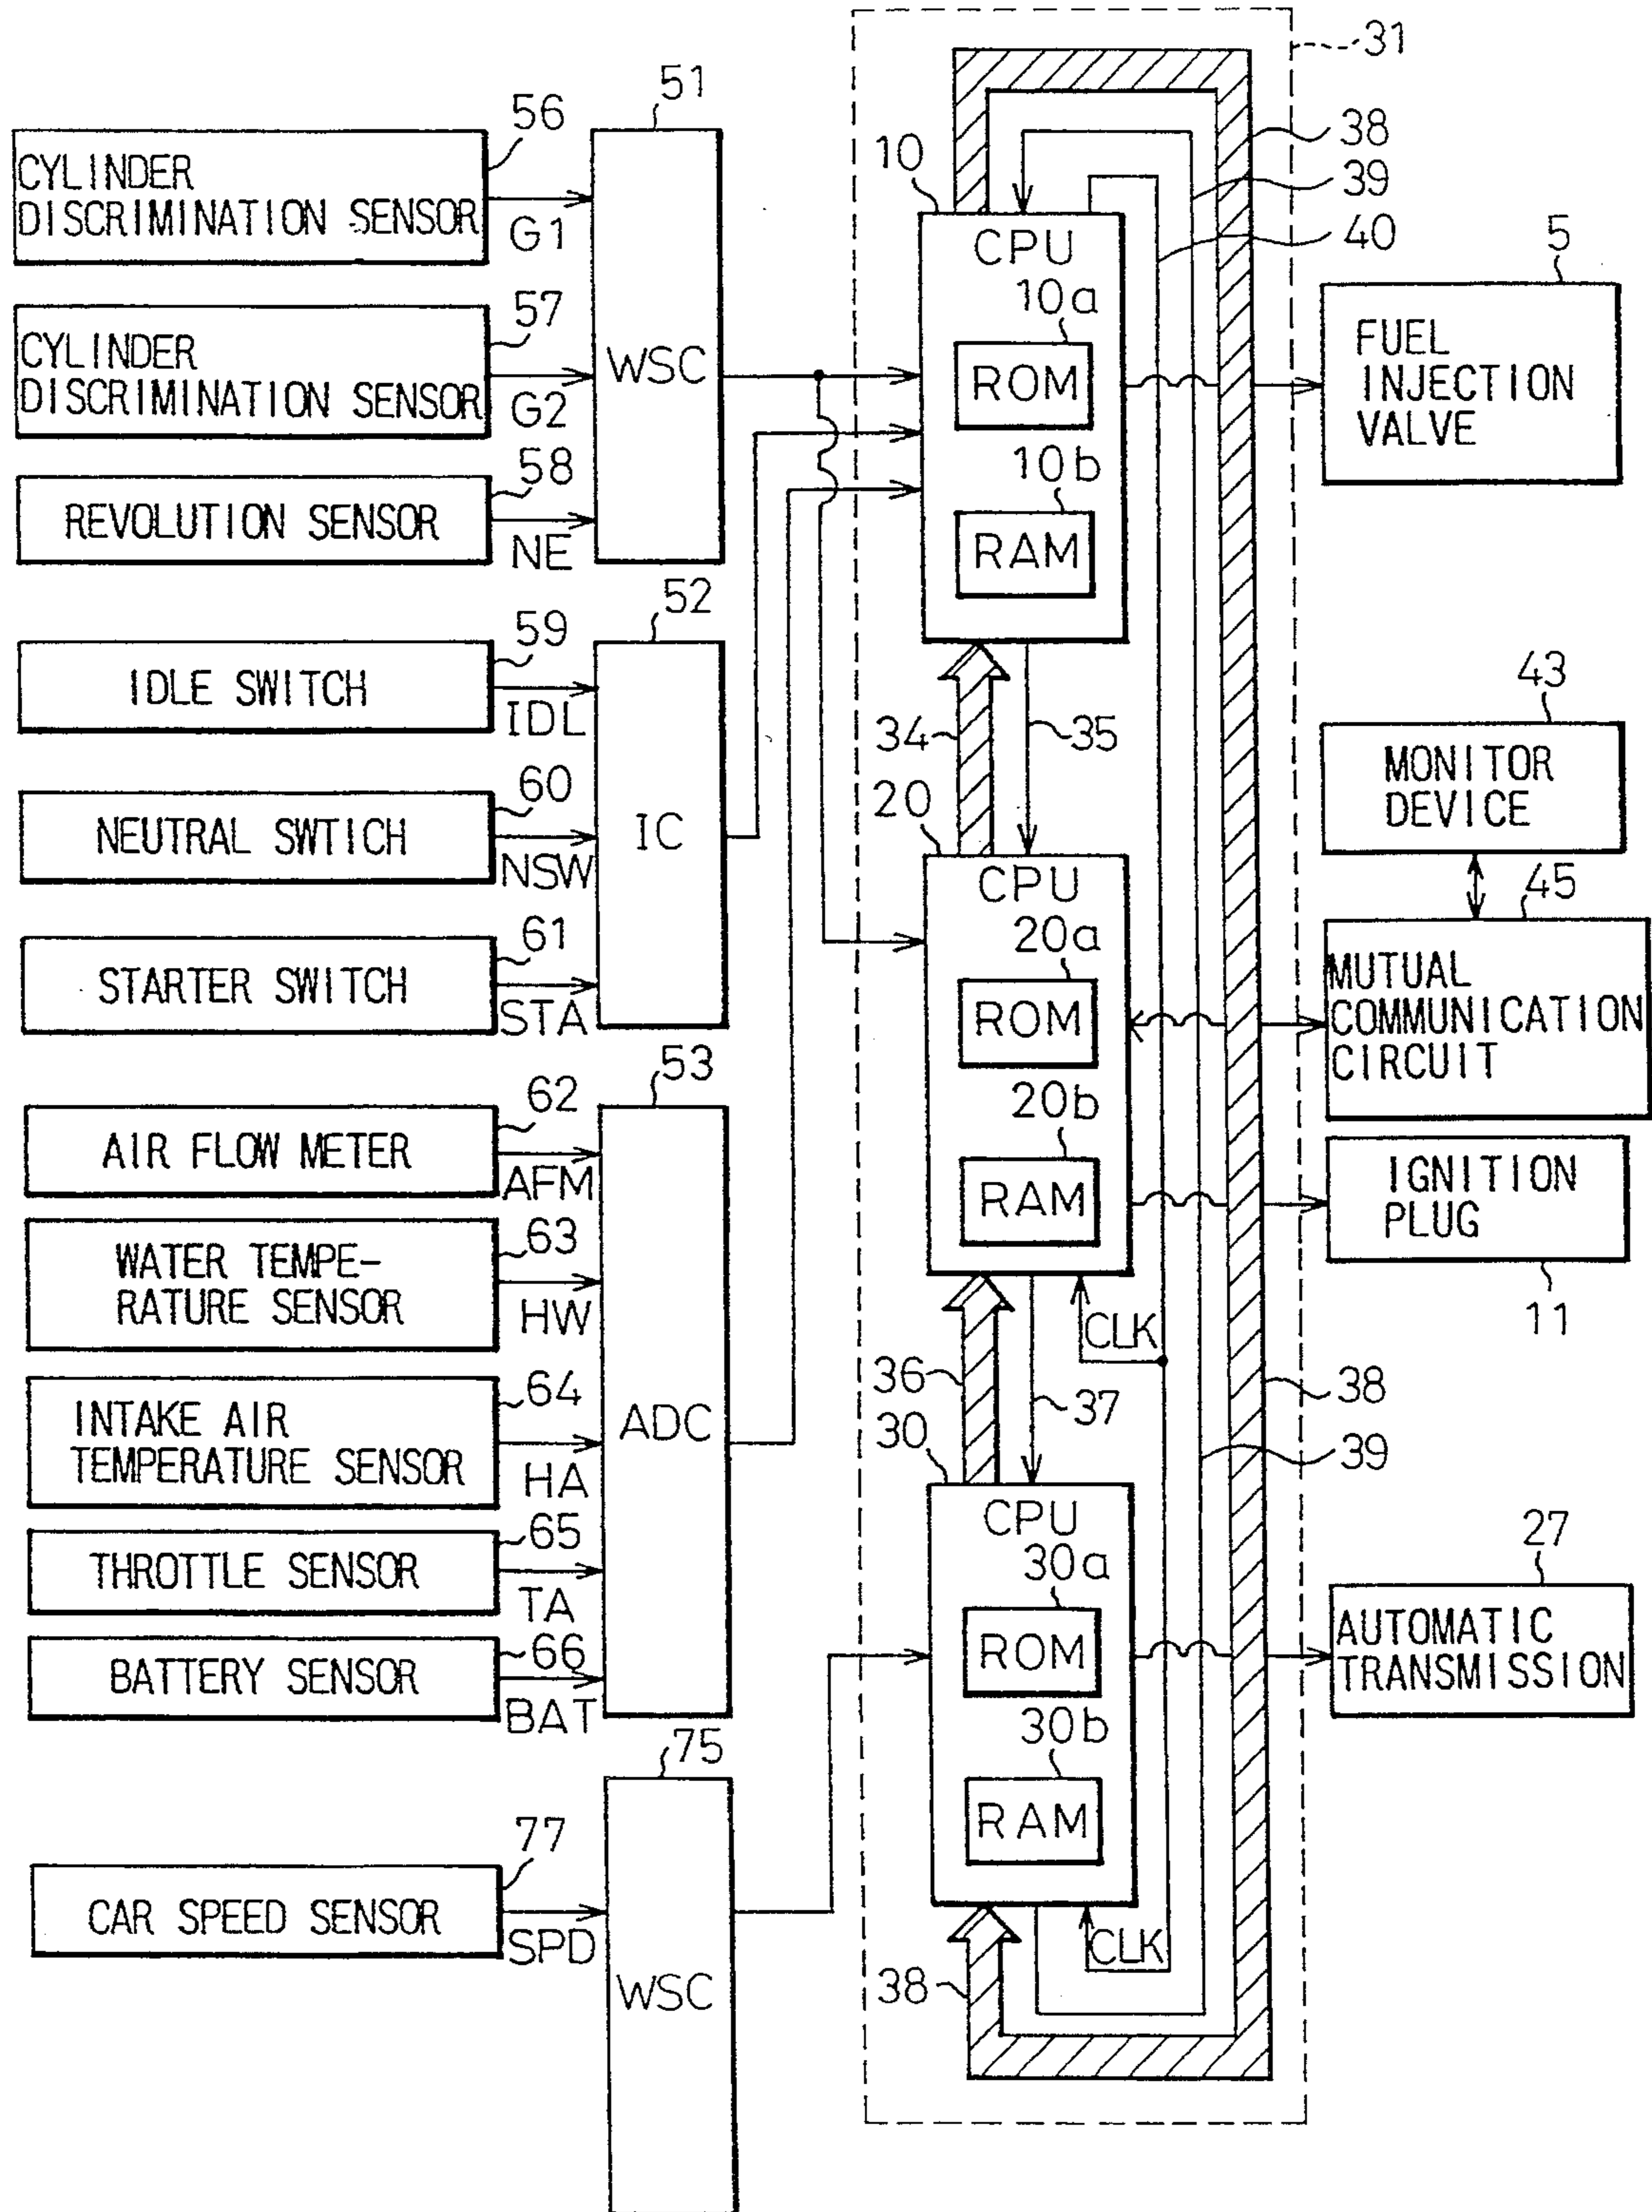 31
56
CYLINDER
DISCRIMINATION SENSOR
G1
51
WSC
57
CYLINDER
DISCRIMINATION SENSOR
G2
58
REVOLUTION SENSOR
NE
59
IDLE SWITCH
IDL
52
IC
60
NEUTRAL SWTICH
NSW
61
STARTER SWITCH
STA
53
ADC
62
AIR FLOW METER
AFM
63
WATER TEMPE-
RATURE SENSOR
HW
64
INTAKE AIR
TEMPERATURE SENSOR
HA
65
THROTTLE SENSOR
TA
66
BATTERY SENSOR
BAT
75
WSC
77
CAR SPEED SENSOR
SPD
10
CPU
10a
ROM
10b
RAM
34
35
20
CPU
20a
ROM
20b
RAM
CLK
36
37
30
CPU
30a
ROM
30b
RAM
CLK
38
38
39
40
38
39
5
FUEL
INJECTION
VALVE
43
MONITOR
DEVICE
45
MUTUAL
COMMUNICATION
CIRCUIT
IGNITION
PLUG
11
27
AUTOMATIC
TRANSMISSION